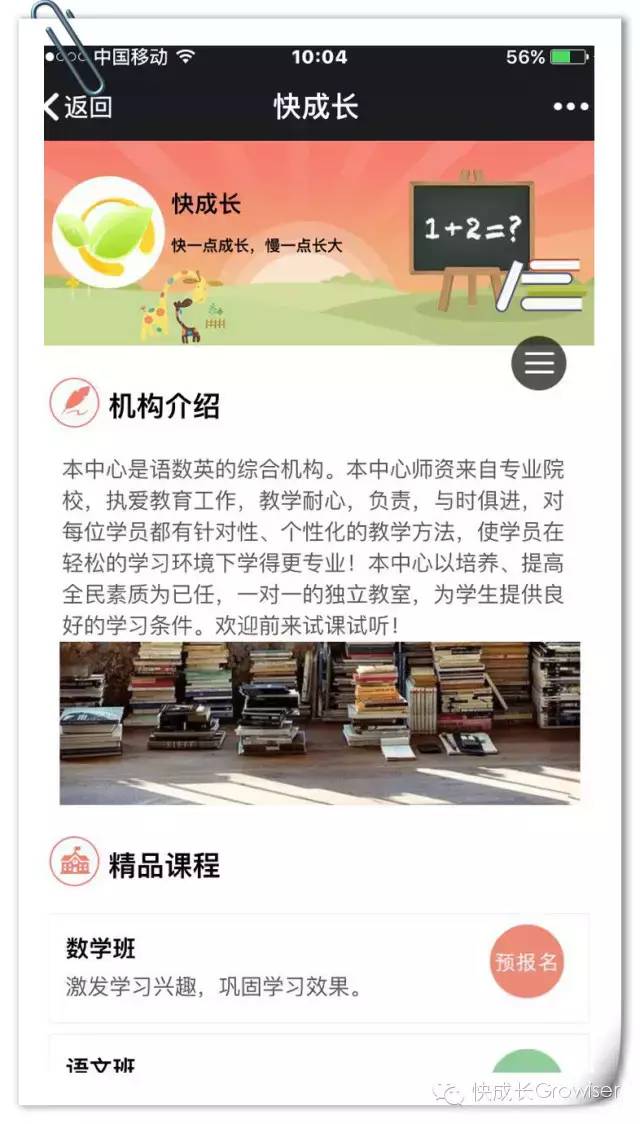 中国移动 10:04 56%
返回 快成长
快成长
快一点成长，慢一点长大
1+2=?
机构介绍
本中心是语数英的综合机构。本中心师资来自专业院
校，执爱教育工作，教学耐心，负责，与时俱进，对
每位学员都有针对性、个性化的教学方法，使学员在
轻松的学习环境下学得更专业！本中心以培养、提高
全民素质为已任，一对一的独立教室，为学生提供良
好的学习条件。欢迎前来试课试听！
精品课程
数学班
预报名
激发学习兴趣，巩固学习效果。
语文班
快成长Growiser